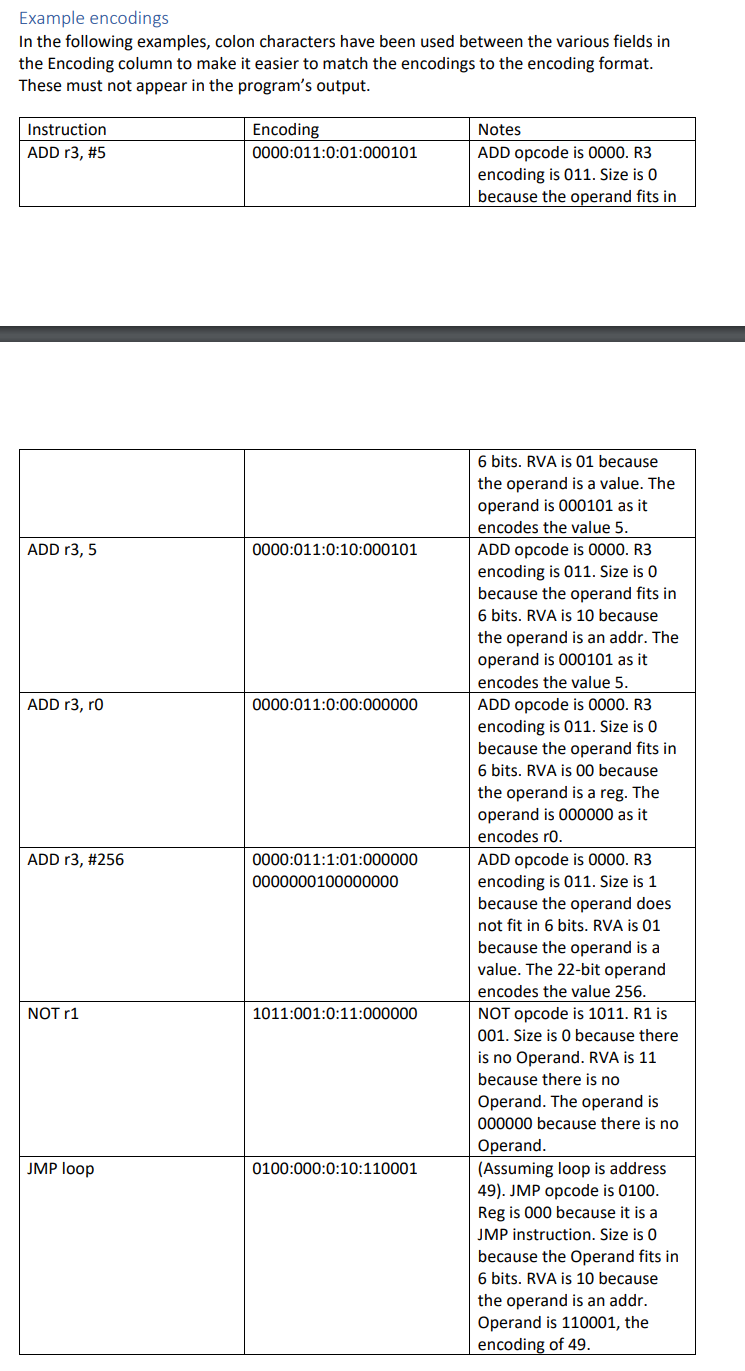 Example encodings
In the following examples, colon characters have been used between the various fields in
the Encoding column to make it easier to match the encodings to the encoding format.
These must not appear in the program's output.
Instruction Encoding Notes
ADD r3, #5 0000:011:0:01:000101 ADD opcode is 0000. R3
encoding is 011. Size is 0
because the operand fits in
6 bits. RVA is 01 because
the operand is a value. The
operand is 000101 as it
encodes the value 5.
ADD r3, 5 0000:011:0:10:000101 ADD opcode is 0000. R3
encoding is 011. Size is 0
because the operand fits in
6 bits. RVA is 10 because
the operand is an addr. The
operand is 000101 as it
encodes the value 5.
ADD r3, r0 0000:011:0:00:000000 ADD opcode is 0000. R3
encoding is 011. Size is 0
because the operand fits in
6 bits. RVA is 00 because
the operand is a reg. The
operand is 000000 as it
encodes r0.
ADD r3, #256 0000:011:1:01:000000 ADD opcode is 0000. R3
0000000100000000 encoding is 011. Size is 1
because the operand does
not fit in 6 bits. RVA is 01
because the operand is a
value. The 22-bit operand
encodes the value 256.
NOT r1 1011:001:0:11:000000 NOT opcode is 1011. R1 is
001. Size is 0 because there
is no Operand. RVA is 11
because there is no
Operand. The operand is
000000 because there is no
Operand.
JMP loop 0100:000:0:10:110001 (Assuming loop is address
49). JMP opcode is 0100.
Reg is 000 because it is a
JMP instruction. Size is 0
because the Operand fits in
6 bits. RVA is 10 because
the operand is an addr.
Operand is 110001, the
encoding of 49.